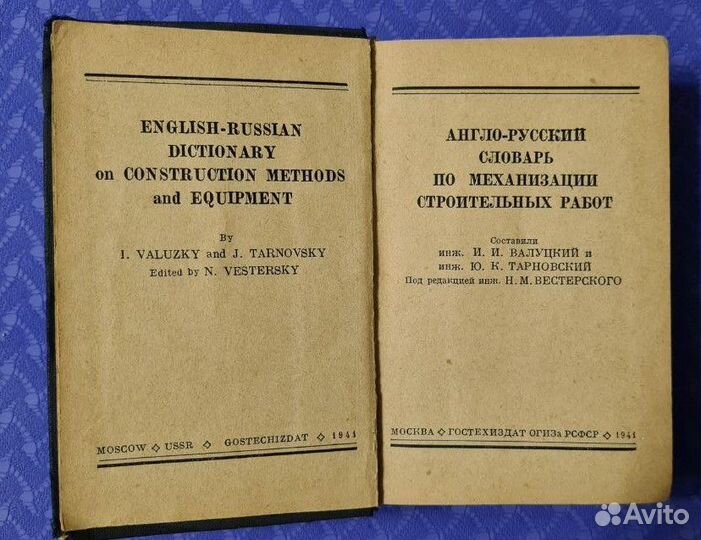 ENGLISH-RUSSIAN
DICTIONARY
on CONSTRUCTION METHODS
and EQUIPMENT
By
I. VALUZKY and J. TARNOVSKY
Edited by N. VESTERSKY
MOSCOW ◇ USSR ◇ GOSTECHIZDAT ◇ 1941
АНГЛО-РУССКИЙ
СЛОВАРЬ
ПО МЕХАНИЗАЦИИ
СТРОИТЕЛЬНЫХ РАБОТ
Составили
инж. И. И. ВАЛУЦКИЙ и
инж. Ю. К. ТАРНОВСКИЙ
Под редакцией инж. Н. М. ВЕСТЕРСКОГО
МОСКВА ◇ ГОСТЕХИЗДАТ ОГИЗа РСФСР ◇ 1941
Avito